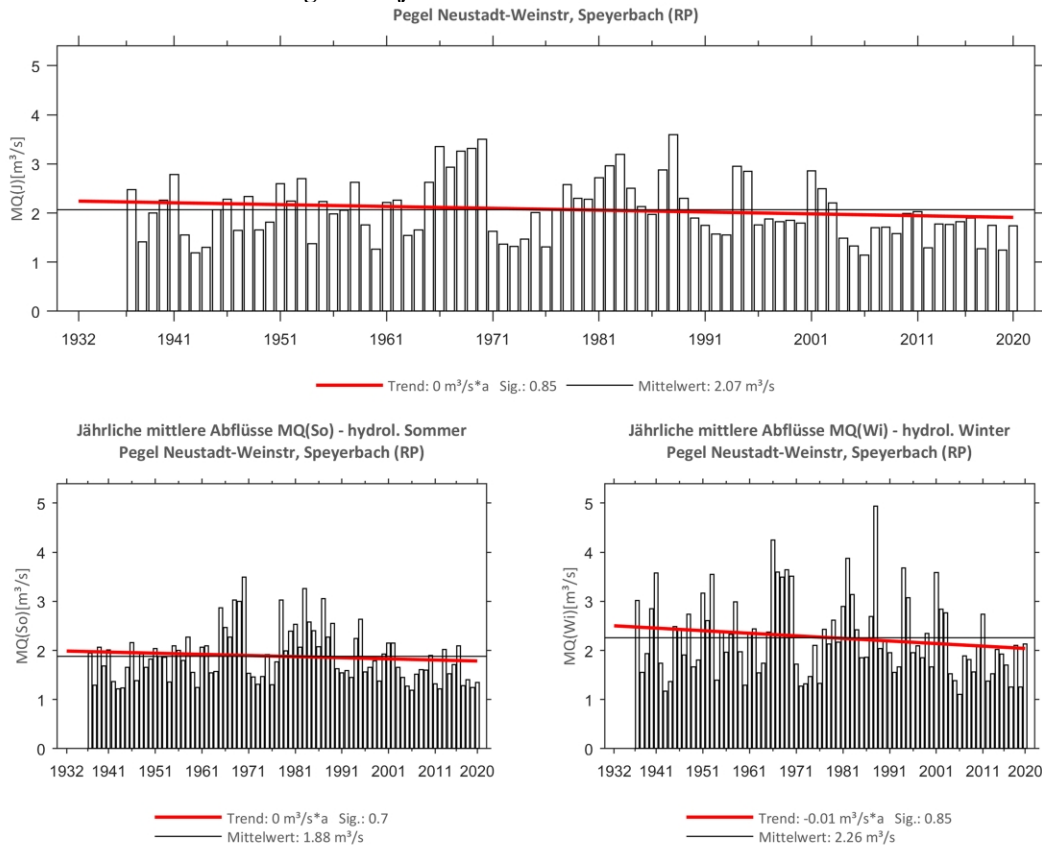 Pegel Neustadt-Weinstr, Speyerbach (RP)
MQ(J)[m³/s]
5
4
3
2
1
0
1932 1941 1951 1961 1971 1981 1991 2001 2011 2020
Trend: 0 m³/s*a Sig.: 0.85 Mittelwert: 2.07 m³/s
Jährliche mittlere Abflüsse MQ(So) - hydrol. Sommer
Pegel Neustadt-Weinstr, Speyerbach (RP)
MQ(So)[m³/s]
5
4
3
2
1
0
1932 1941 1951 1961 1971 1981 1991 2001 2011 2020
Trend: 0 m³/s*a Sig.: 0.7
Mittelwert: 1.88 m³/s
Jährliche mittlere Abflüsse MQ(Wi) - hydrol. Winter
Pegel Neustadt-Weinstr, Speyerbach (RP)
MQ(Wi)[m³/s]
5
4
3
2
1
0
1932 1941 1951 1961 1971 1981 1991 2001 2011 2020
Trend: -0.01 m³/s*a Sig.: 0.85
Mittelwert: 2.26 m³/s